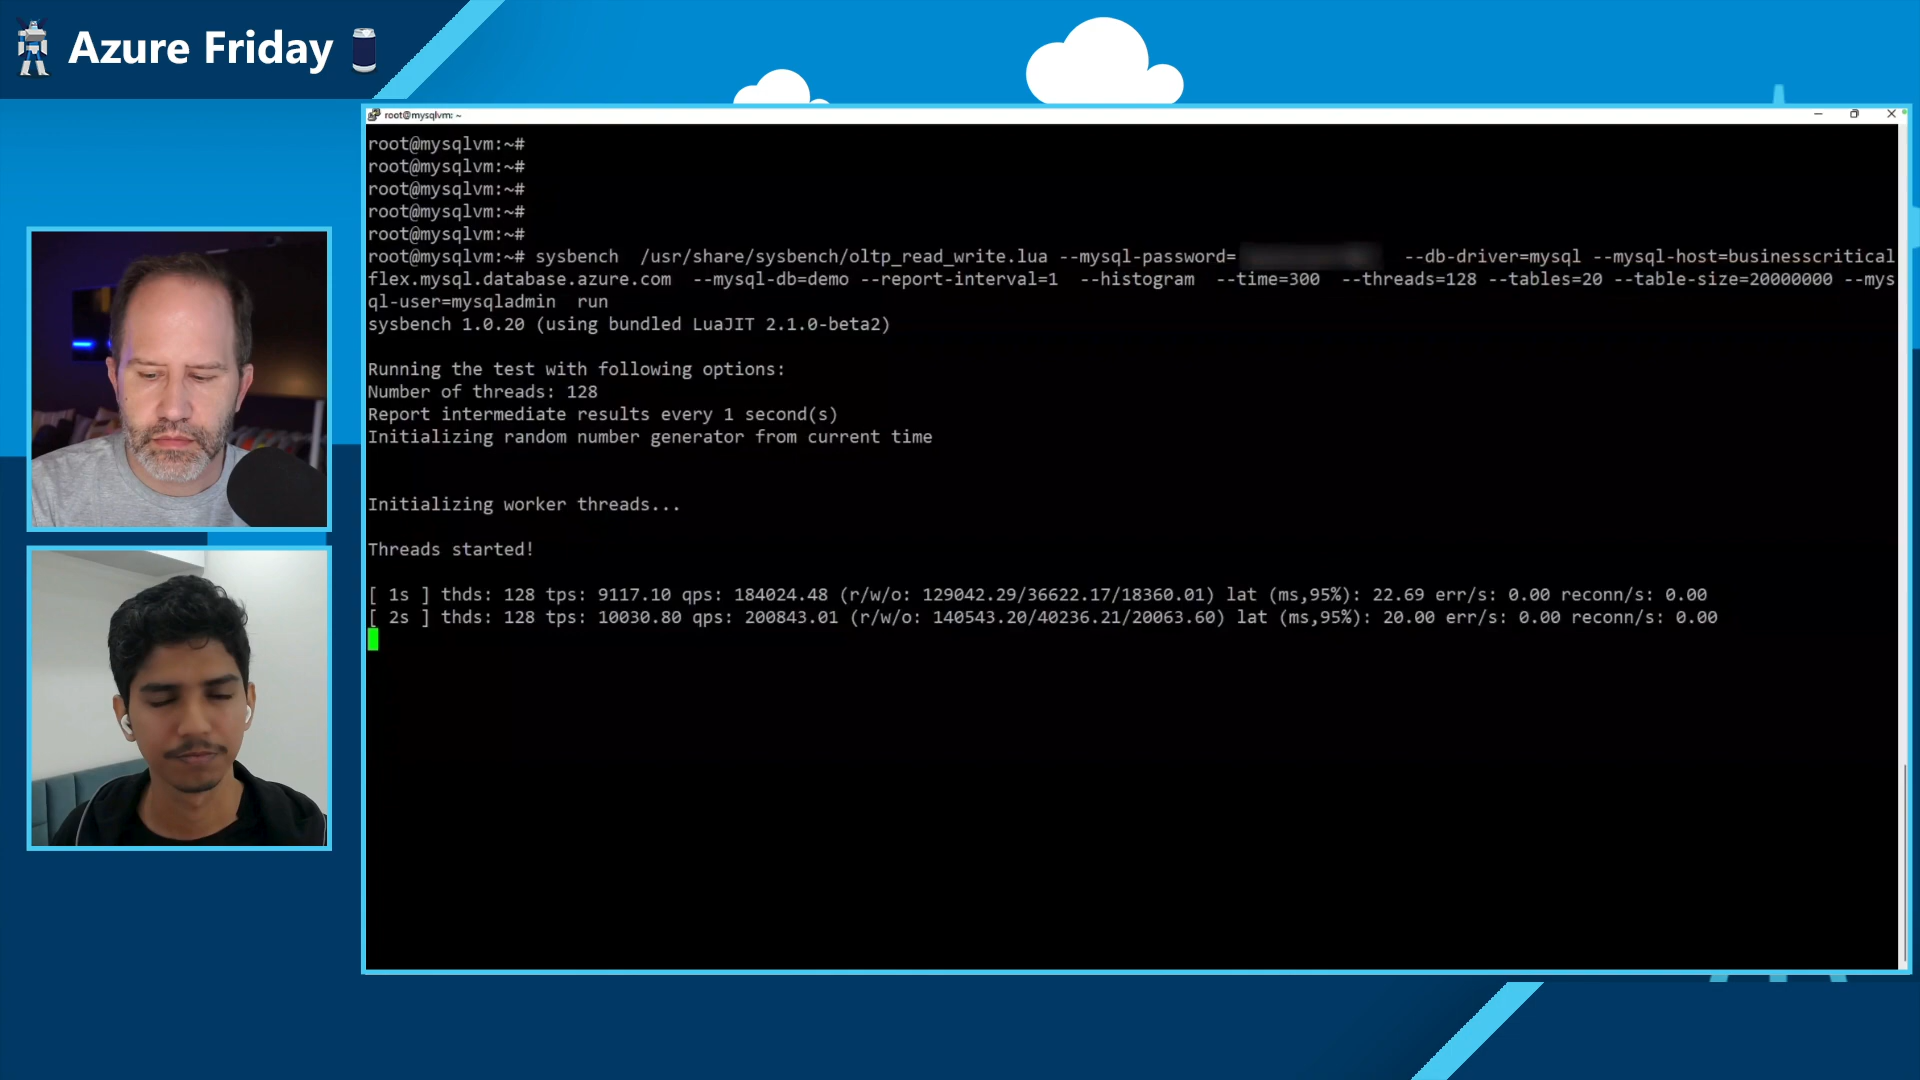 Azure Friday
root@mysqlvm: ~
root@mysqlvm:~#
root@mysqlvm:~#
root@mysqlvm:~#
root@mysqlvm:~#
root@mysqlvm:~#
root@mysqlvm:~# sysbench  /usr/share/sysbench/oltp_read_write.lua --mysql-password= --db-driver=mysql --mysql-host=businesscritical
flex.mysql.database.azure.com  --mysql-db=demo --report-interval=1  --histogram  --time=300  --threads=128 --tables=20 --table-size=20000000 --mys
ql-user=mysqladmin  run
sysbench 1.0.20 (using bundled LuaJIT 2.1.0-beta2)
Running the test with following options:
Number of threads: 128
Report intermediate results every 1 second(s)
Initializing random number generator from current time
Initializing worker threads...
Threads started!
[ 1s ] thds: 128 tps: 9117.10 qps: 184024.48 (r/w/o: 129042.29/36622.17/18360.01) lat (ms,95%): 22.69 err/s: 0.00 reconn/s: 0.00
[ 2s ] thds: 128 tps: 10030.80 qps: 200843.01 (r/w/o: 140543.20/40236.21/20063.60) lat (ms,95%): 20.00 err/s: 0.00 reconn/s: 0.00